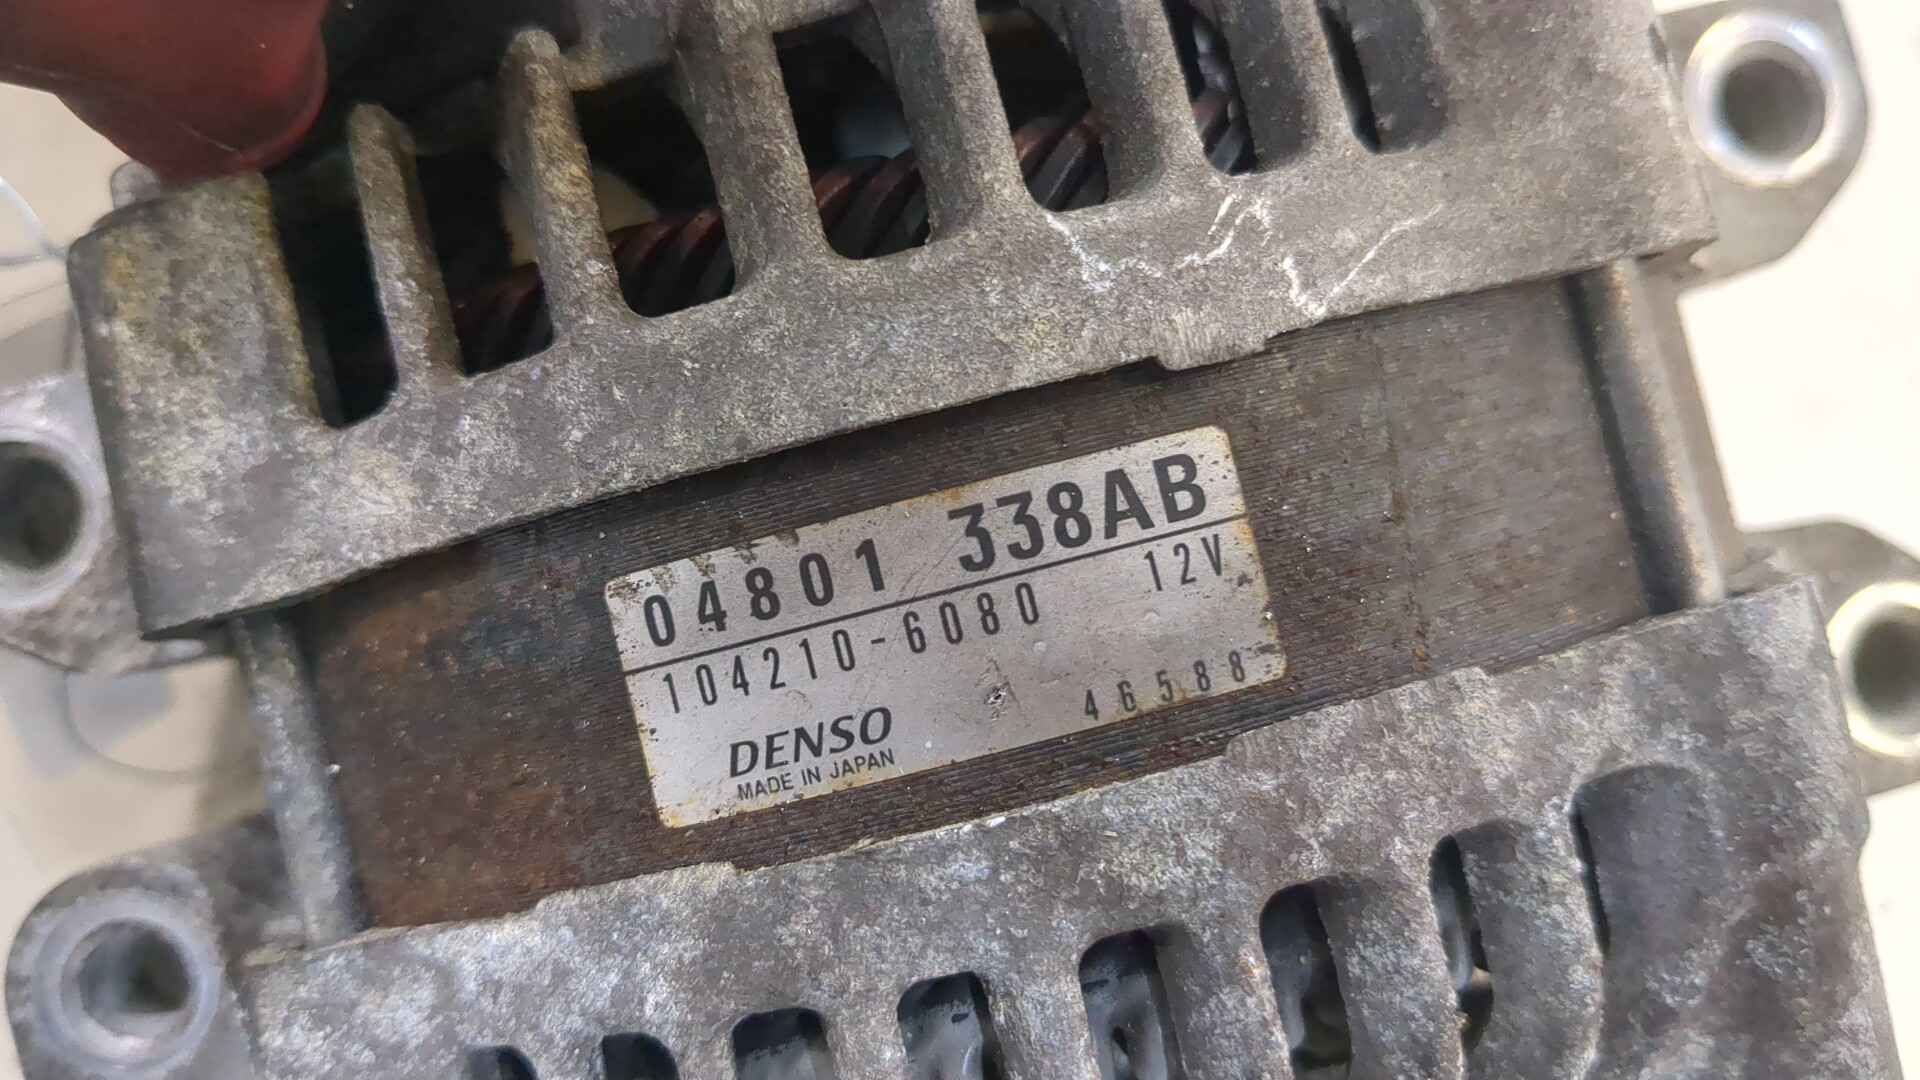 04801 338AB
104210-6080 12V
46588
DENSO
MADE IN JAPAN